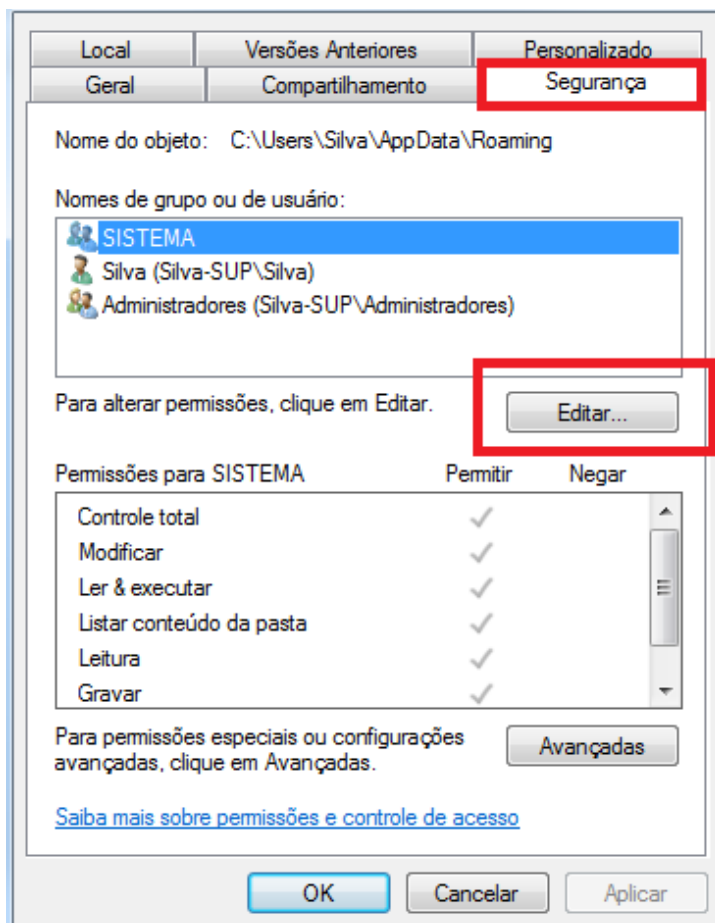 Local Versões Anteriores Personalizado
Geral Compartilhamento Segurança
Nome do objeto: C:\Users\Silva\AppData\Roaming
Nomes de grupo ou de usuário:
SISTEMA
Silva (Silva-SUP\Silva)
Administradores (Silva-SUP\Administradores)
Para alterar permissões, clique em Editar. Editar...
Permissões para SISTEMA Permitir Negar
Controle total
Modificar
Ler & executar
Listar conteúdo da pasta
Leitura
Gravar
Para permissões especiais ou configurações
avançadas, clique em Avançadas. Avançadas
Saiba mais sobre permissões e controle de acesso
OK Cancelar Aplicar